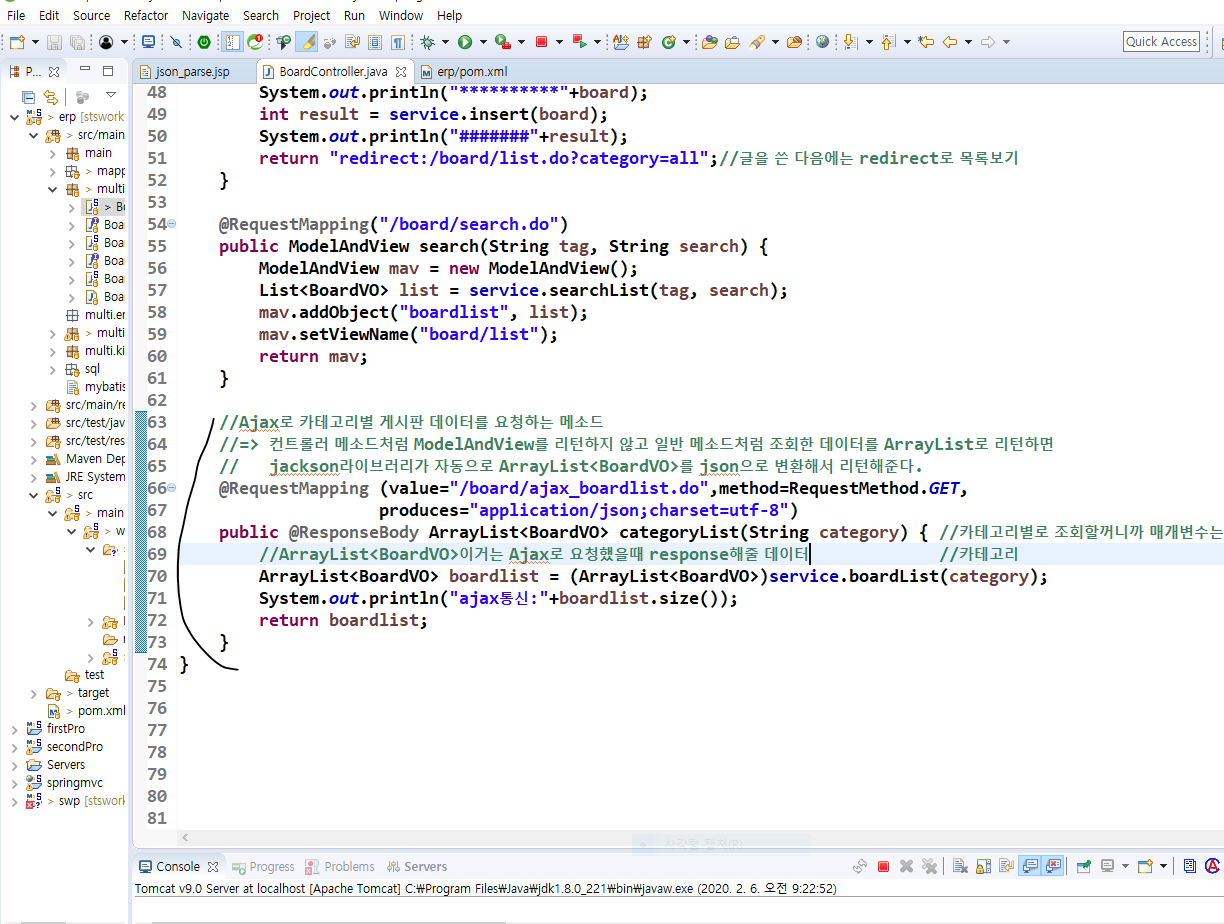 File Edit Source Refactor Navigate Search Project Run Window Help
Quick Access
P...
json_parse.jsp
BoardController.java
erp/pom.xml
> erp [stswork
> src/main
main
> mapp
> multi
> Bo
Boar
Boa
Boa
Boa
Boa
multi.er
> multi
multi.ki
sql
mybatis
src/main/re
src/test/jav
src/test/res
Maven Dep
JRE System
> src
> main
> w
test
> target
> pom.xml
firstPro
secondPro
Servers
springmvc
> swp [stswork
48 System.out.println("**********"+board);
49 int result = service.insert(board);
50 System.out.println("#######"+result);
51 return "redirect:/board/list.do?category=all";//글을 쓴 다음에는 redirect로 목록보기
52 }
53
54 @RequestMapping("/board/search.do")
55 public ModelAndView search(String tag, String search) {
56 ModelAndView mav = new ModelAndView();
57 List<BoardVO> list = service.searchList(tag, search);
58 mav.addObject("boardlist", list);
59 mav.setViewName("board/list");
60 return mav;
61 }
62
63 //Ajax로 카테고리별 게시판 데이터를 요청하는 메소드
64 //=> 컨트롤러 메소드처럼 ModelAndView를 리턴하지 않고 일반 메소드처럼 조회한 데이터를 ArrayList로 리턴하면
65 // jackson라이브러리가 자동으로 ArrayList<BoardVO>를 json으로 변환해서 리턴해준다.
66 @RequestMapping (value="/board/ajax_boardlist.do",method=RequestMethod.GET,
67 produces="application/json;charset=utf-8")
68 public @ResponseBody ArrayList<BoardVO> categoryList(String category) { //카테고리별로 조회할꺼니까 매개변수는
69 //ArrayList<BoardVO>이거는 Ajax로 요청했을때 response해줄 데이터 //카테고리
70 ArrayList<BoardVO> boardlist = (ArrayList<BoardVO>)service.boardList(category);
71 System.out.println("ajax통신:"+boardlist.size());
72 return boardlist;
73 }
74 }
75
76
77
78
79
80
81
Console
Progress
Problems
Servers
Tomcat v9.0 Server at localhost [Apache Tomcat] C:₩Program Files₩Java₩jdk1.8.0_221₩bin₩javaw.exe (2020. 2. 6. 오전 9:22:52)